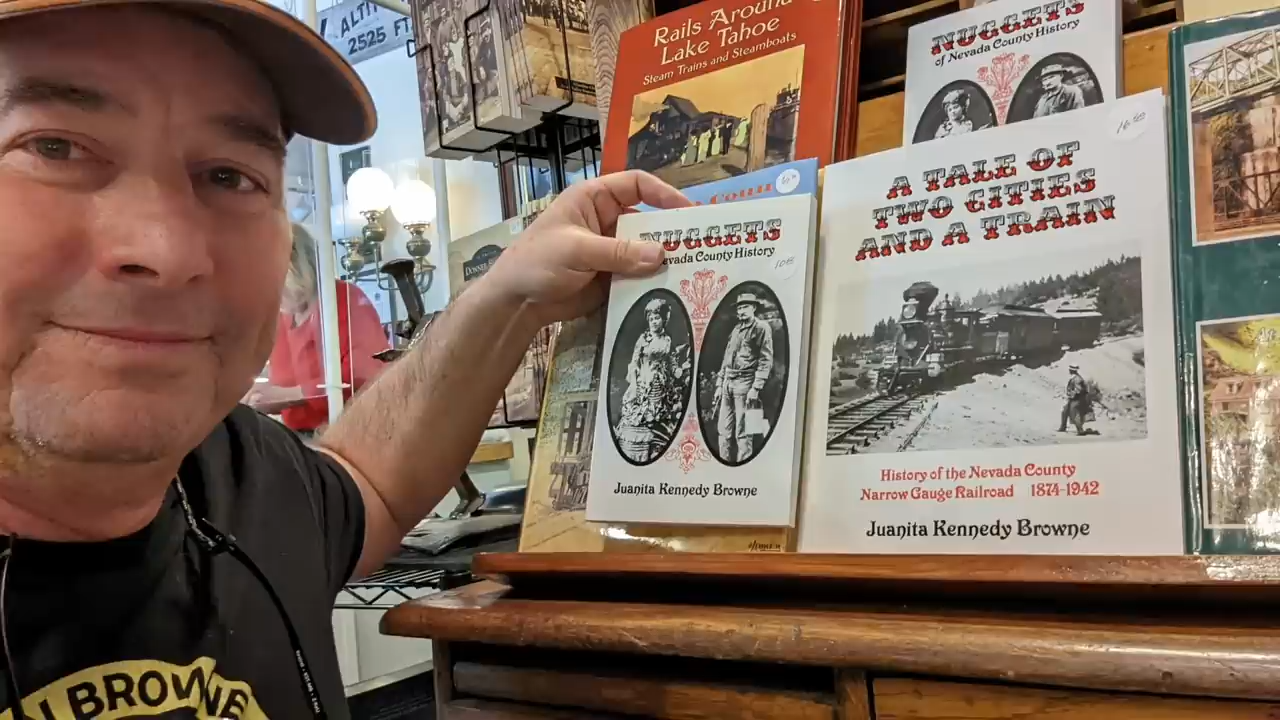 ALTIT
2525 FT
Rails Around
Lake Tahoe
Steam Trains and Steamboats
NUGGETS
of Nevada County History
NUGGETS
Nevada County History
Juanita Kennedy Browne
A TALE OF
TWO CITIES
AND A TRAIN
History of the Nevada County
Narrow Gauge Railroad 1874-1942
Juanita Kennedy Browne
BROWNE